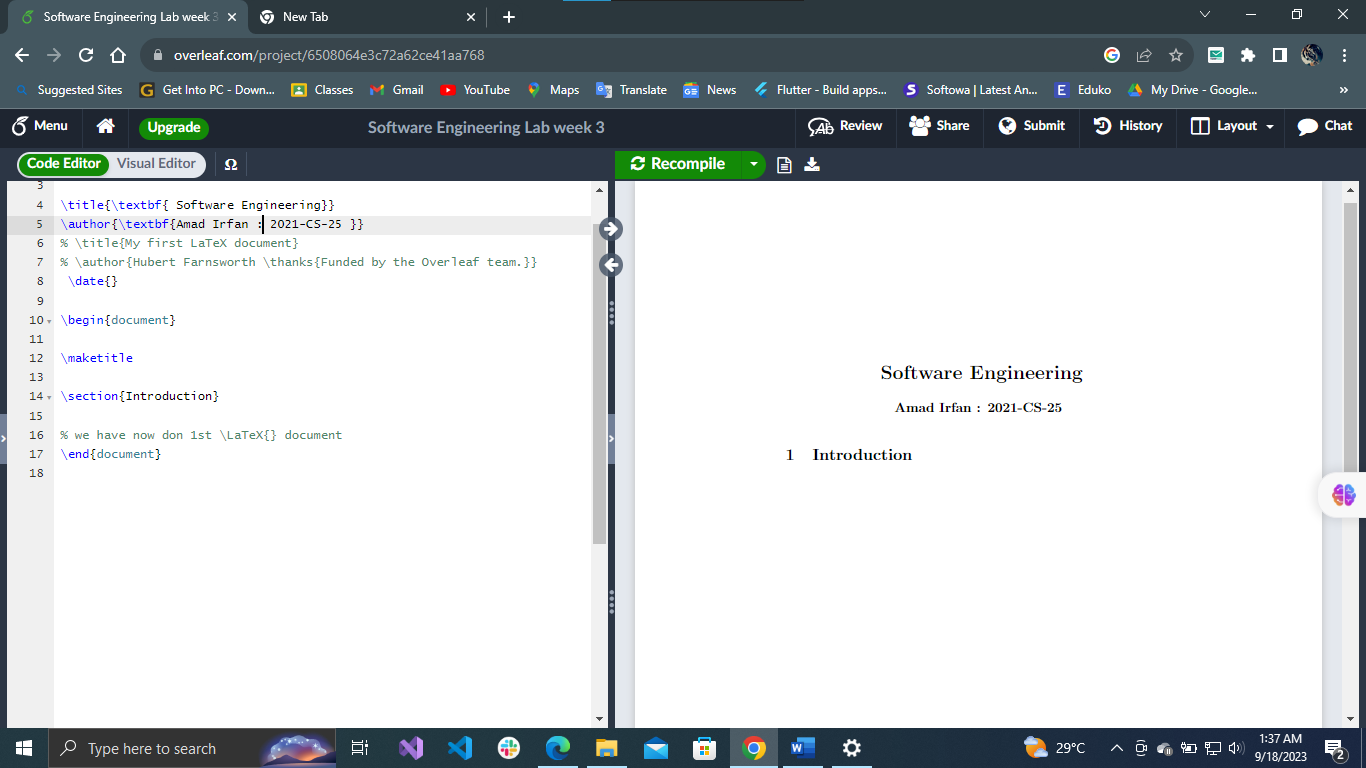 Software Engineering Lab week 3
New Tab
overleaf.com/project/6508064e3c72a62ce41aa768
Suggested Sites
Get Into PC - Down...
Classes
Gmail
YouTube
Maps
Translate
News
Flutter - Build apps...
Softowa | Latest An...
Eduko
My Drive - Google...
»
Menu
Upgrade
Software Engineering Lab week 3
Review
Share
Submit
History
Layout
Chat
Code Editor
Visual Editor
Ω
Recompile
3
4 \title{\textbf{ Software Engineering}}
5 \author{\textbf{Amad Irfan : 2021-CS-25 }}
6 % \title{My first LaTeX document}
7 % \author{Hubert Farnsworth \thanks{Funded by the Overleaf team.}}
8 \date{}
9
10 \begin{document}
11
12 \maketitle
13
14 \section{Introduction}
15
16 % we have now don 1st \LaTeX{} document
17 \end{document}
18
Software Engineering
Amad Irfan : 2021-CS-25
1 Introduction
Type here to search
29°C
1:37 AM
9/18/2023
2